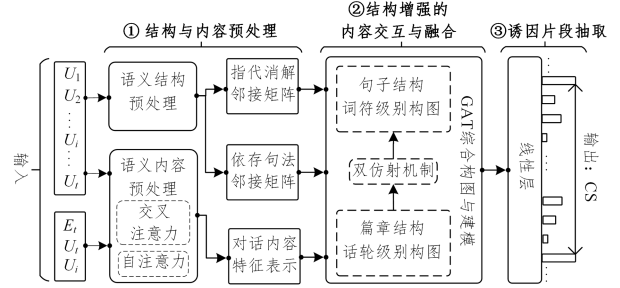 ① 结构与内容预处理
②结构增强的
内容交互与融合
③诱因片段抽取
输入
U1
U2
⋮
Ui
⋮
Ut
Et
Ut
Ui
语义结构
预处理
语义内容
预处理
交叉
注意力
自注意力
指代消解
邻接矩阵
依存句法
邻接矩阵
对话内容
特征表示
句子结构
词符级别构图
双仿射机制
篇章结构
话轮级别构图
GAT综合构图与建模
线性层
输出：CS